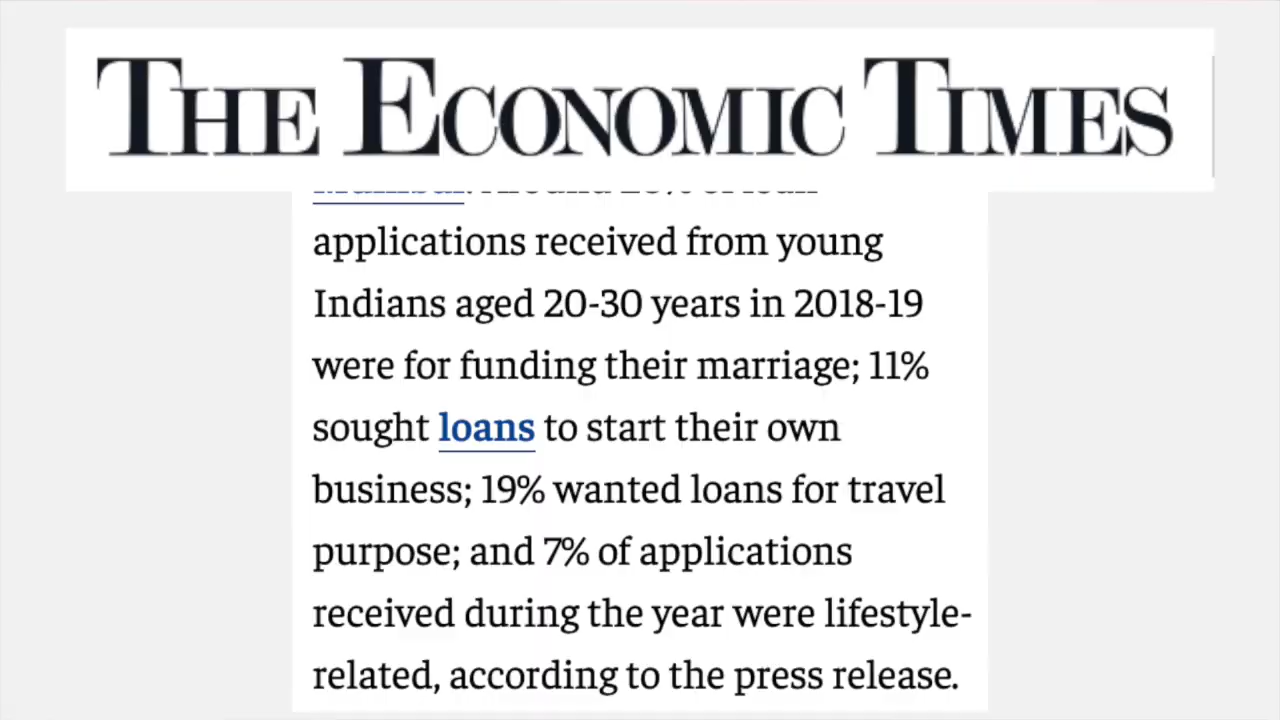 THE ECONOMIC TIMES
applications received from young
Indians aged 20-30 years in 2018-19
were for funding their marriage; 11%
sought loans to start their own
business; 19% wanted loans for travel
purpose; and 7% of applications
received during the year were lifestyle-
related, according to the press release.